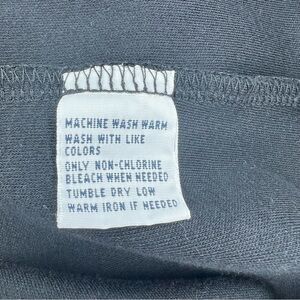 MACHINE WASH WARM
WASH WITH LIKE
COLORS
ONLY NON-CHLORINE
BLEACH WHEN NEEDED
TUMBLE DRY LOW
WARM IRON IF NEEDED